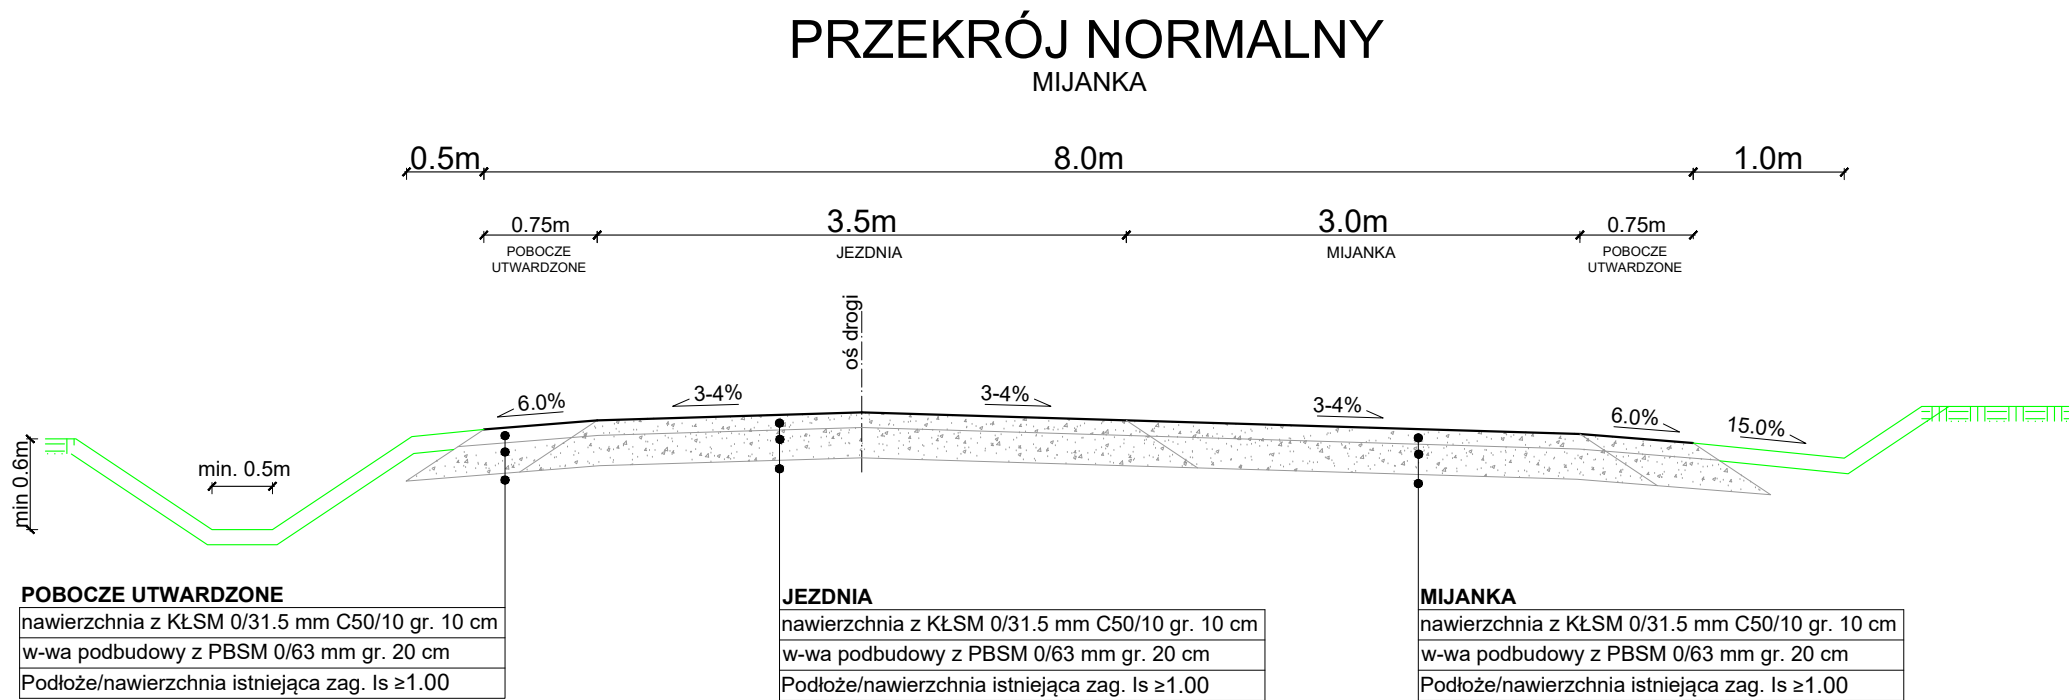 PRZEKRÓJ NORMALNY
MIJANKA
0.5m
8.0m
1.0m
0.75m
3.5m
3.0m
0.75m
POBOCZE
UTWARDZONE
JEZDNIA
MIJANKA
POBOCZE
UTWARDZONE
oś drogi
6.0%
3-4%
3-4%
3-4%
6.0%
15.0%
min 0.6m
min. 0.5m
POBOCZE UTWARDZONE
nawierzchnia z KŁSM 0/31.5 mm C50/10 gr. 10 cm
w-wa podbudowy z PBSM 0/63 mm gr. 20 cm
Podłoże/nawierzchnia istniejąca zag. Is ≥1.00
JEZDNIA
nawierzchnia z KŁSM 0/31.5 mm C50/10 gr. 10 cm
w-wa podbudowy z PBSM 0/63 mm gr. 20 cm
Podłoże/nawierzchnia istniejąca zag. Is ≥1.00
MIJANKA
nawierzchnia z KŁSM 0/31.5 mm C50/10 gr. 10 cm
w-wa podbudowy z PBSM 0/63 mm gr. 20 cm
Podłoże/nawierzchnia istniejąca zag. Is ≥1.00